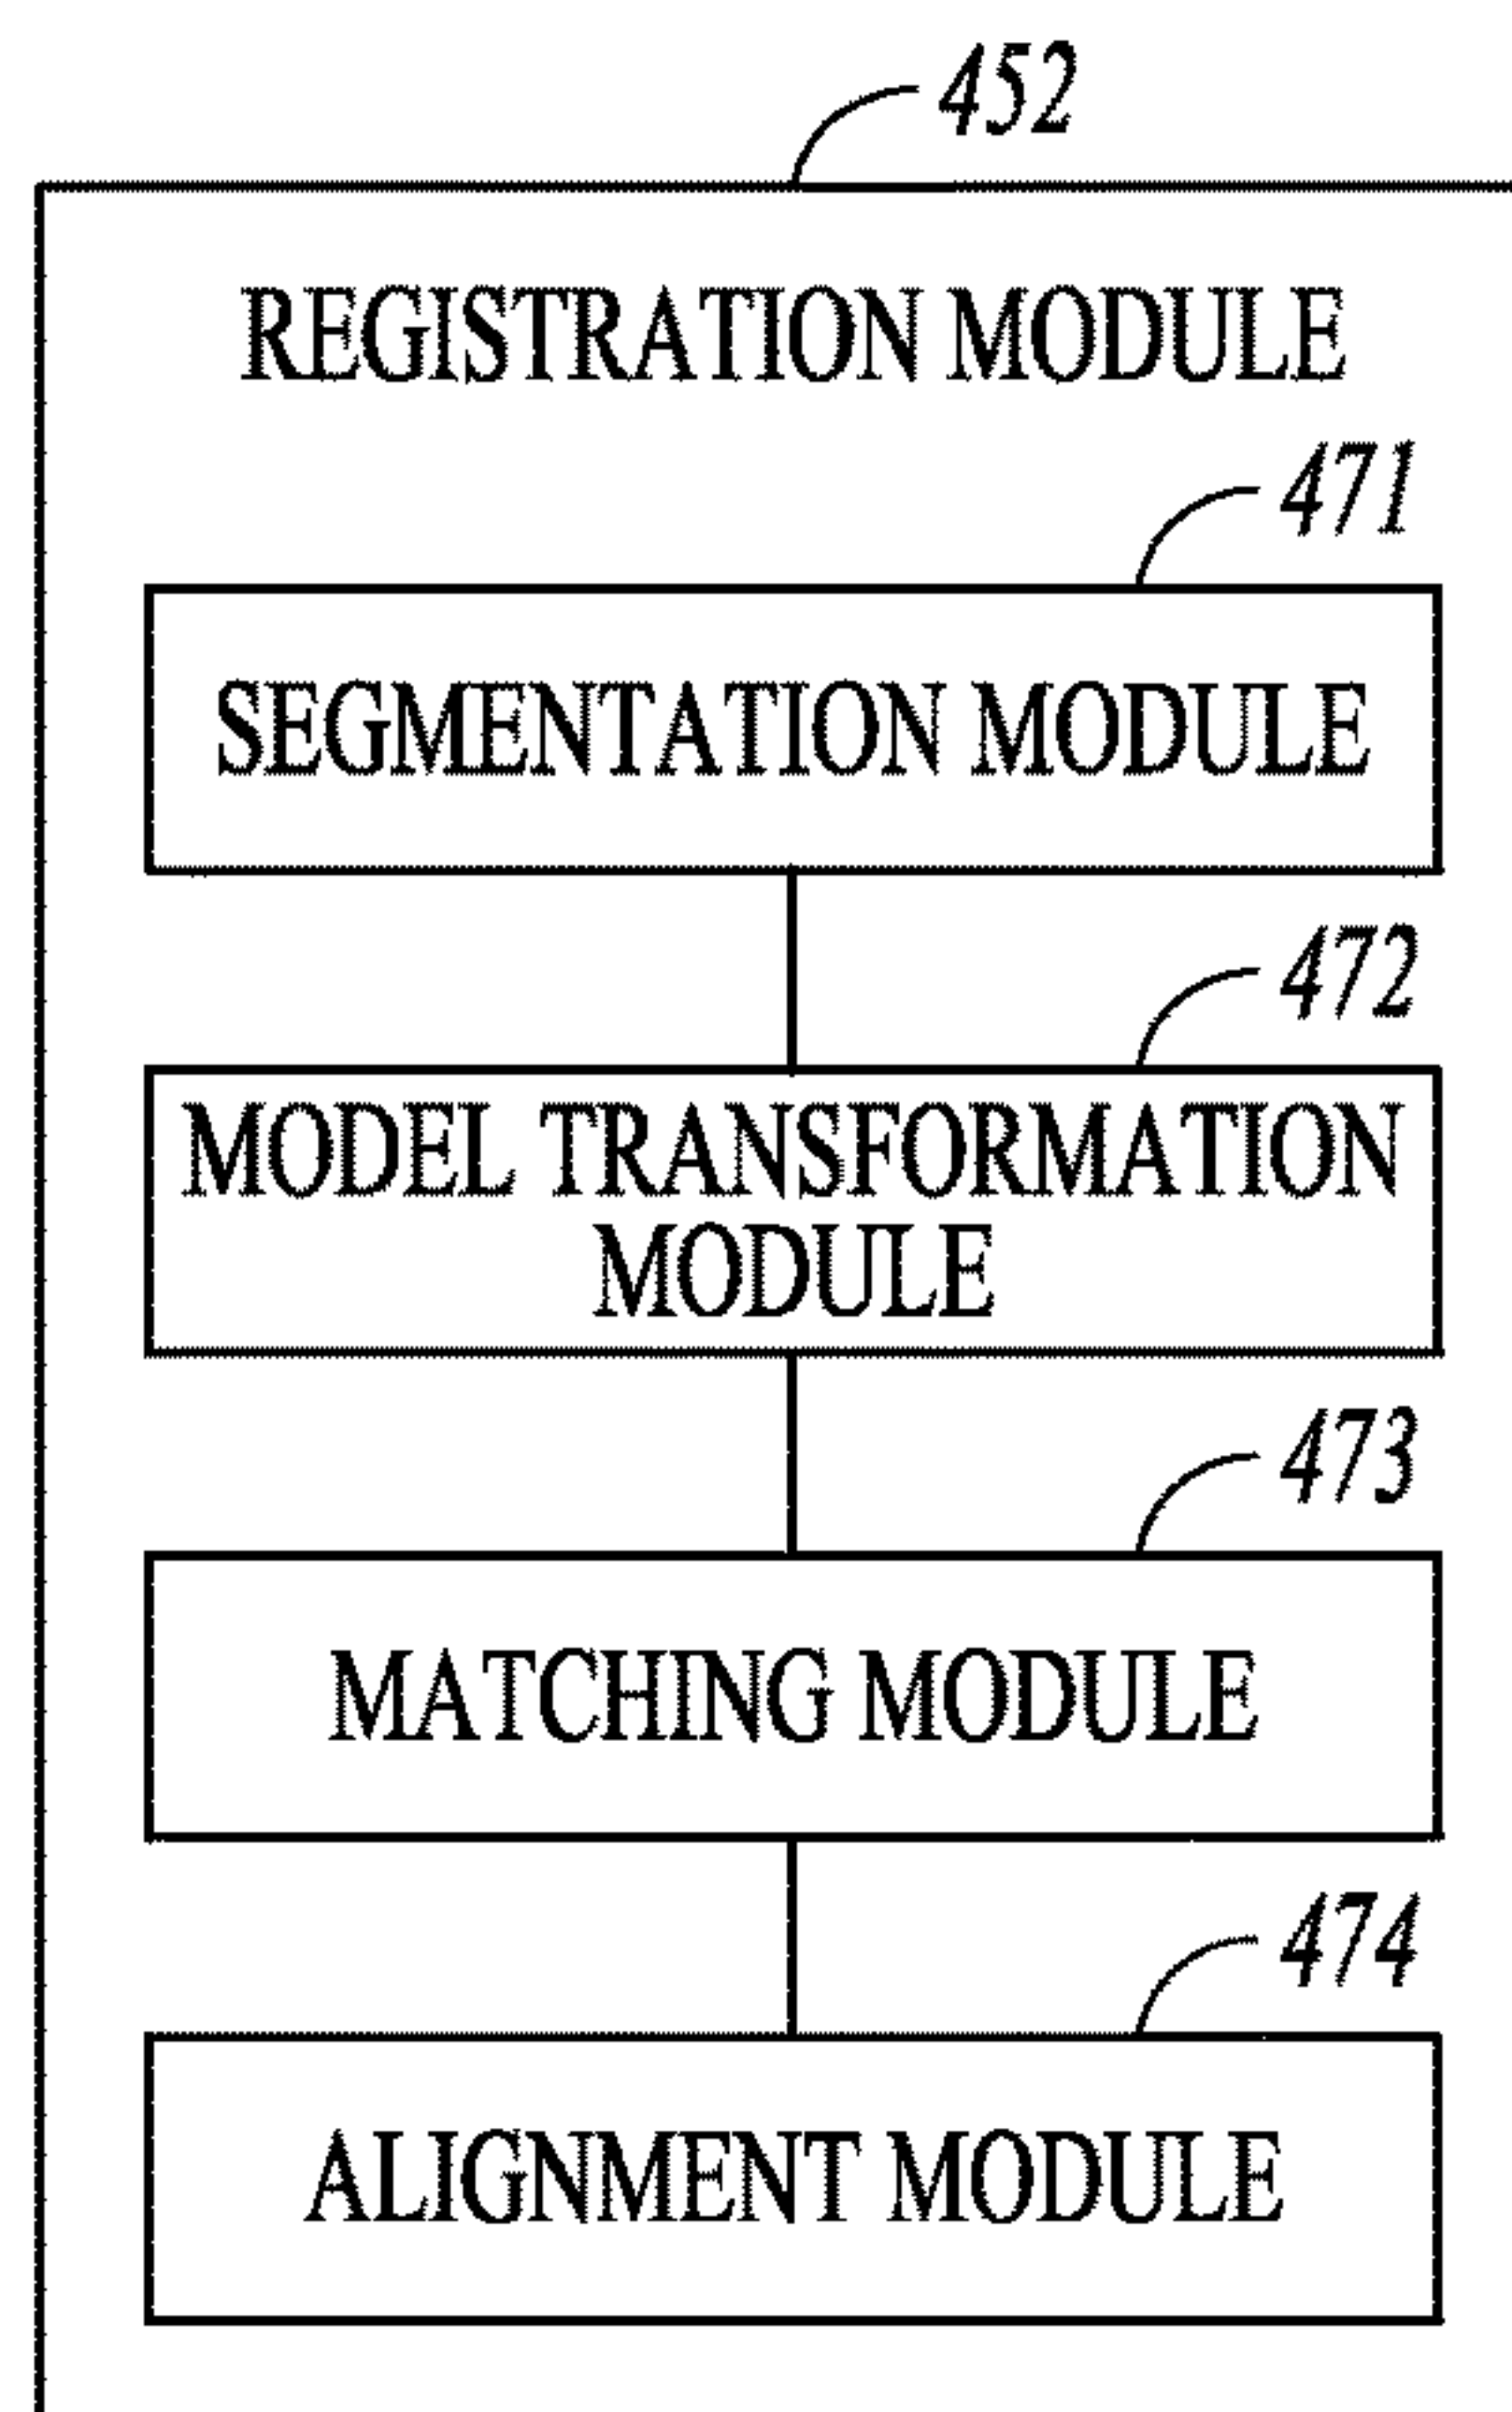 452
REGISTRATION MODULE
471
SEGMENTATION MODULE
472
MODEL TRANSFORMATION
MODULE
473
MATCHING MODULE
474
ALIGNMENT MODULE